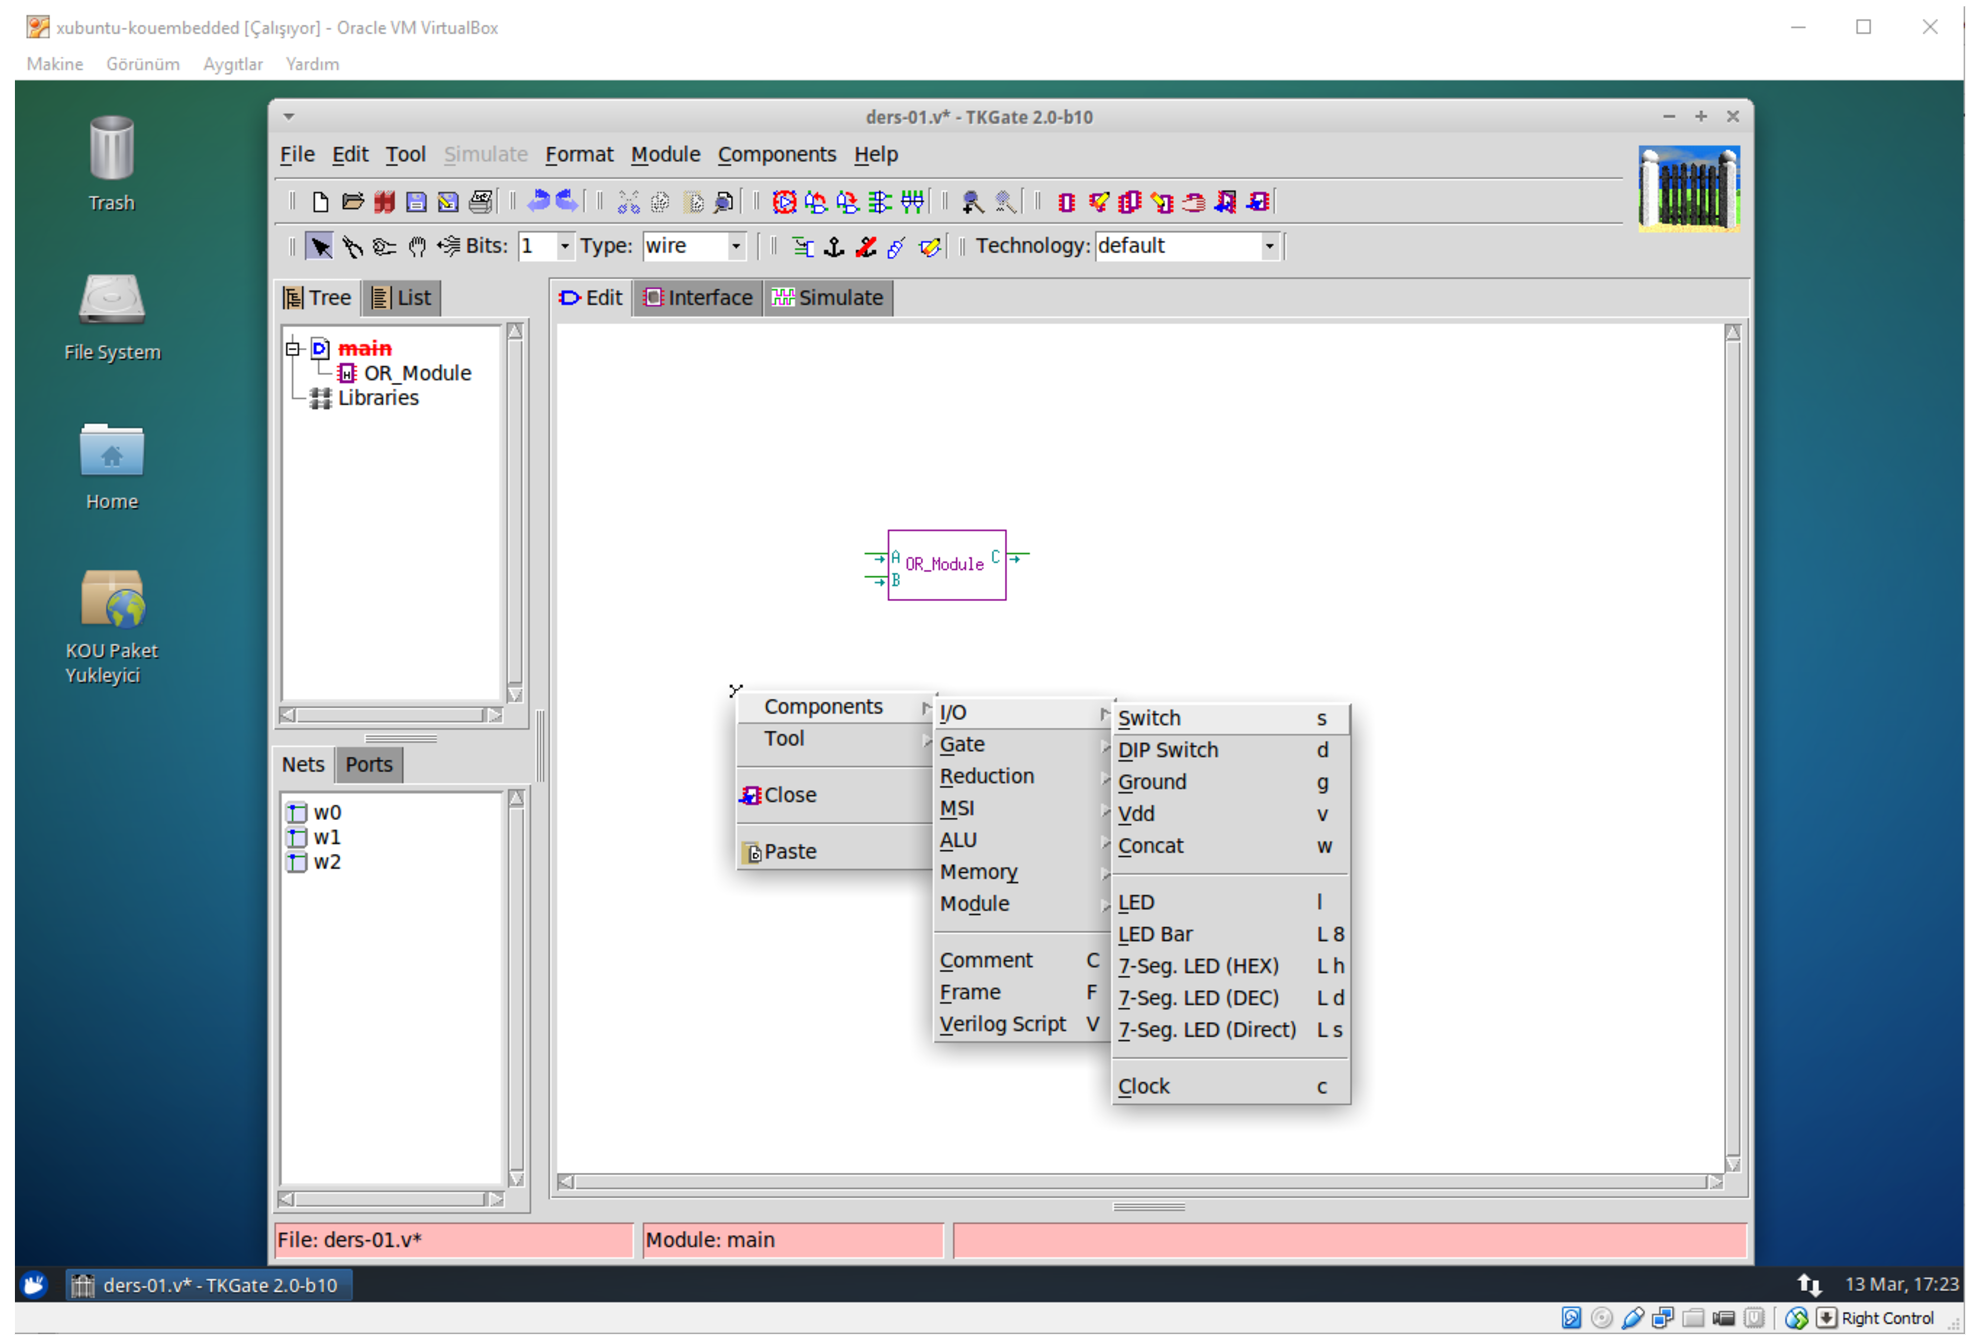 xubuntu-kouembedded [Çalışıyor] - Oracle VM VirtualBox
Makine Görünüm Aygıtlar Yardım
Trash
File System
Home
KOU Paket
Yukleyici
ders-01.v* - TKGate 2.0-b10
File Edit Tool Simulate Format Module Components Help
Bits: 1 Type: wire Technology: default
Tree List
Edit Interface Simulate
main
OR_Module
Libraries
Nets Ports
w0
w1
w2
A OR_Module C
B
Components
Tool
Close
Paste
I/O
Gate
Reduction
MSI
ALU
Memory
Module
Comment C
Frame F
Verilog Script V
Switch s
DIP Switch d
Ground g
Vdd v
Concat w
LED l
LED Bar L 8
7-Seg. LED (HEX) L h
7-Seg. LED (DEC) L d
7-Seg. LED (Direct) L s
Clock c
File: ders-01.v* Module: main
ders-01.v* - TKGate 2.0-b10
13 Mar, 17:23
Right Control